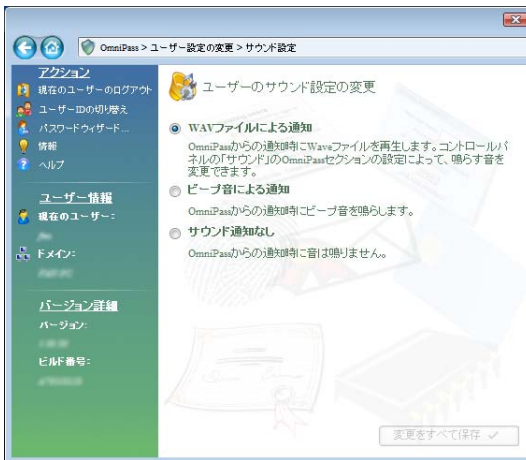 OmniPass > ユーザー設定の変更 > サウンド設定
アクション
現在のユーザーのログアウト
ユーザーIDの切り替え
パスワードウィザード...
情報
ヘルプ
ユーザー情報
現在のユーザー:
ドメイン:
バージョン詳細
バージョン:
ビルド番号:
ユーザーのサウンド設定の変更
WAVファイルによる通知
OmniPassからの通知時にWaveファイルを再生します。コントロールパ
ネルの「サウンド」のOmniPassセクションの設定によって、鳴らす音を
変更できます。
ビープ音による通知
OmniPassからの通知時にビープ音を鳴らします。
サウンド通知なし
OmniPassからの通知時に音は鳴りません。
変更をすべて保存